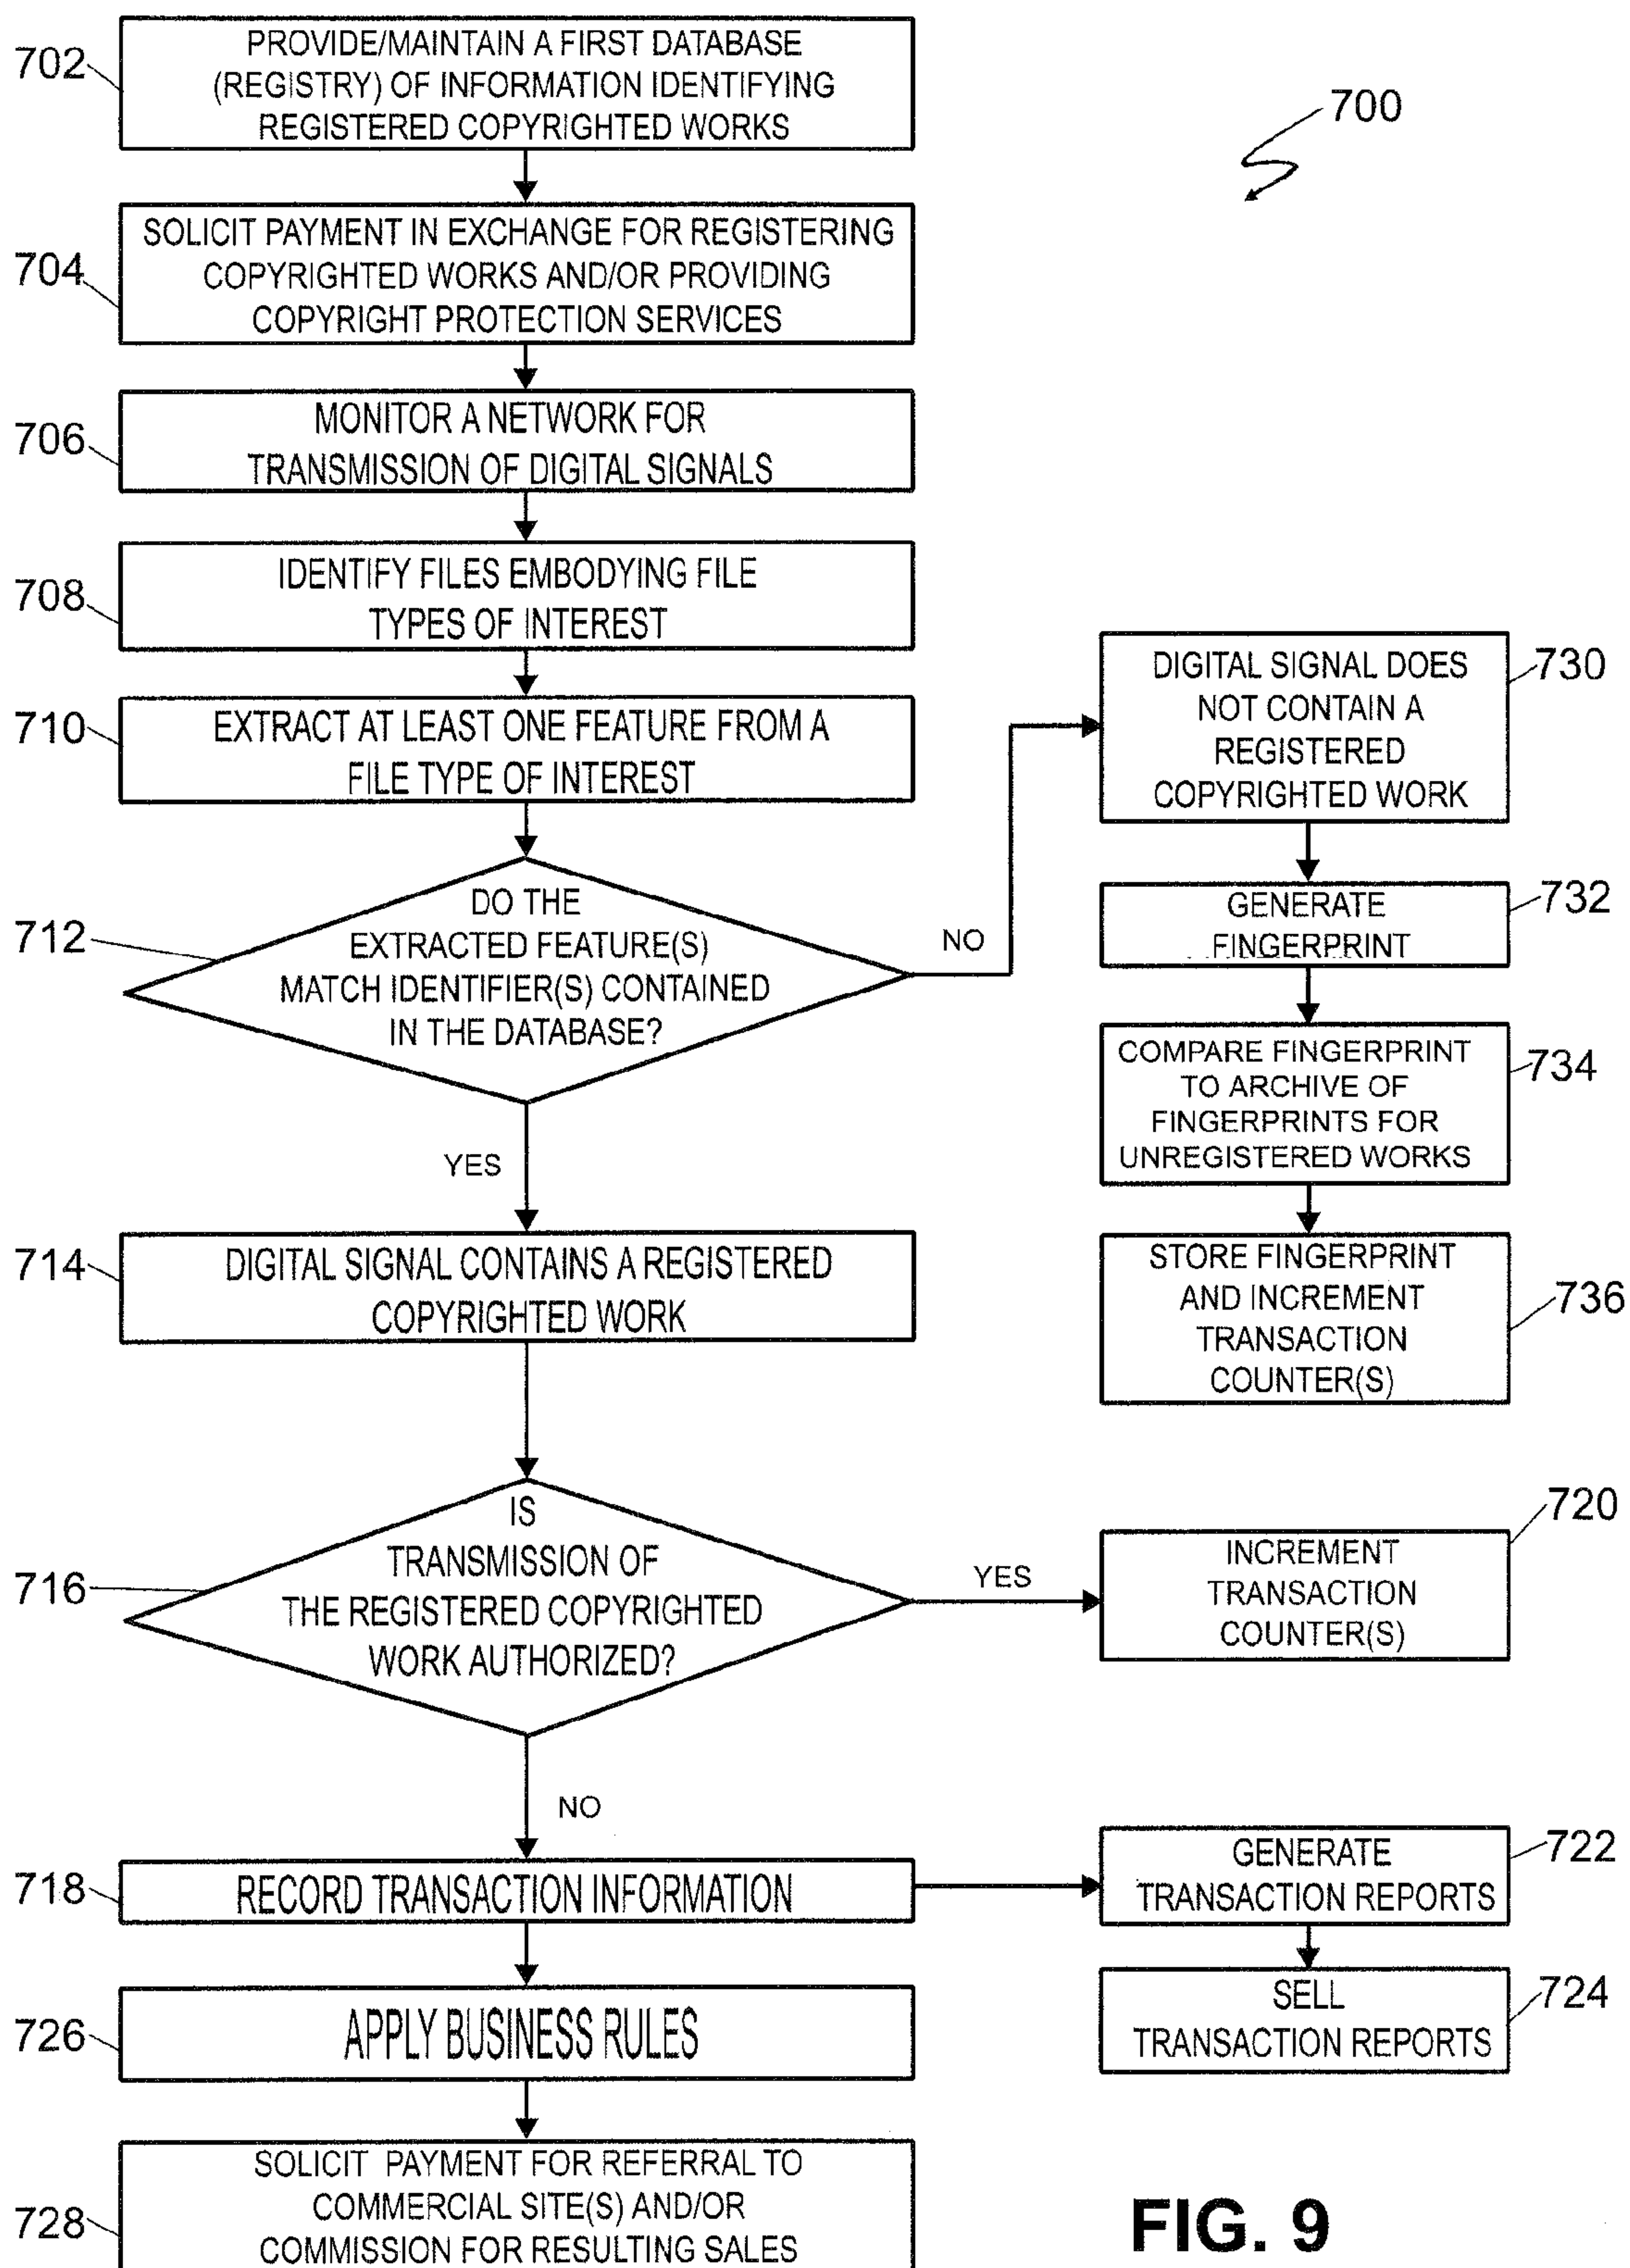 702
PROVIDE/MAINTAIN A FIRST DATABASE
(REGISTRY) OF INFORMATION IDENTIFYING
REGISTERED COPYRIGHTED WORKS
700
704
SOLICIT PAYMENT IN EXCHANGE FOR REGISTERING
COPYRIGHTED WORKS AND/OR PROVIDING
COPYRIGHT PROTECTION SERVICES
706
MONITOR A NETWORK FOR
TRANSMISSION OF DIGITAL SIGNALS
708
IDENTIFY FILES EMBODYING FILE
TYPES OF INTEREST
710
EXTRACT AT LEAST ONE FEATURE FROM A
FILE TYPE OF INTEREST
712
DO THE
EXTRACTED FEATURE(S)
MATCH IDENTIFIER(S) CONTAINED
IN THE DATABASE?
NO
730
DIGITAL SIGNAL DOES
NOT CONTAIN A
REGISTERED
COPYRIGHTED WORK
732
GENERATE
FINGERPRINT
734
COMPARE FINGERPRINT
TO ARCHIVE OF
FINGERPRINTS FOR
UNREGISTERED WORKS
736
STORE FINGERPRINT
AND INCREMENT
TRANSACTION
COUNTER(S)
YES
714
DIGITAL SIGNAL CONTAINS A REGISTERED
COPYRIGHTED WORK
716
IS
TRANSMISSION OF
THE REGISTERED COPYRIGHTED
WORK AUTHORIZED?
YES
720
INCREMENT
TRANSACTION
COUNTER(S)
NO
718
RECORD TRANSACTION INFORMATION
722
GENERATE
TRANSACTION REPORTS
724
SELL
TRANSACTION REPORTS
726
APPLY BUSINESS RULES
728
SOLICIT PAYMENT FOR REFERRAL TO
COMMERCIAL SITE(S) AND/OR
COMMISSION FOR RESULTING SALES
FIG. 9